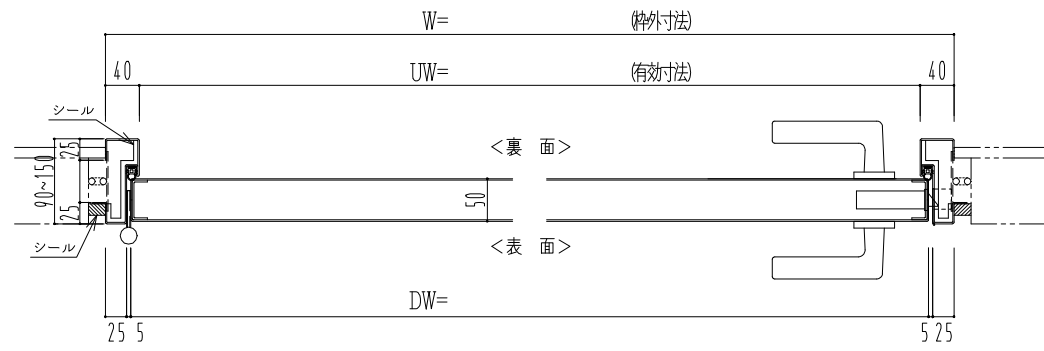 W= (枠外寸法)
40 UW= (有効寸法) 40
シール
25
90~150
25
シール
<裏 面>
50
<表 面>
DW=
25 5 5 25